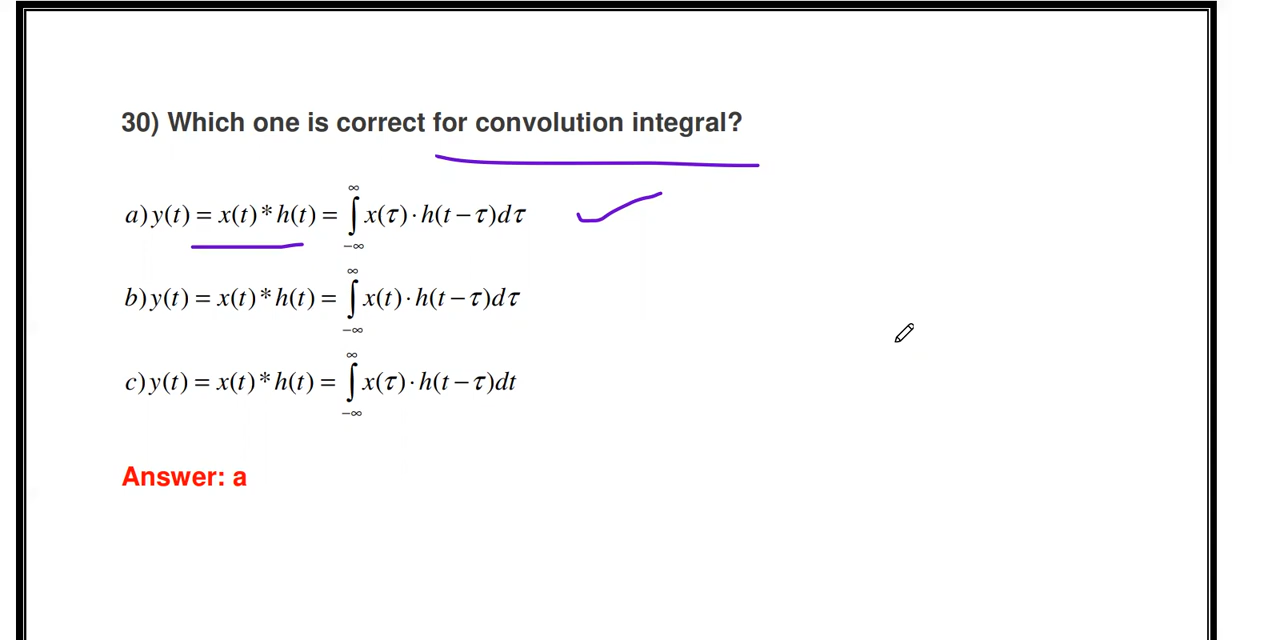 30) Which one is correct for convolution integral?
a) y(t) = x(t) * h(t) = ∫_{-∞}^{∞} x(τ) · h(t − τ)dτ
b) y(t) = x(t) * h(t) = ∫_{-∞}^{∞} x(t) · h(t − τ)dτ
c) y(t) = x(t) * h(t) = ∫_{-∞}^{∞} x(τ) · h(t − τ)dt
Answer: a